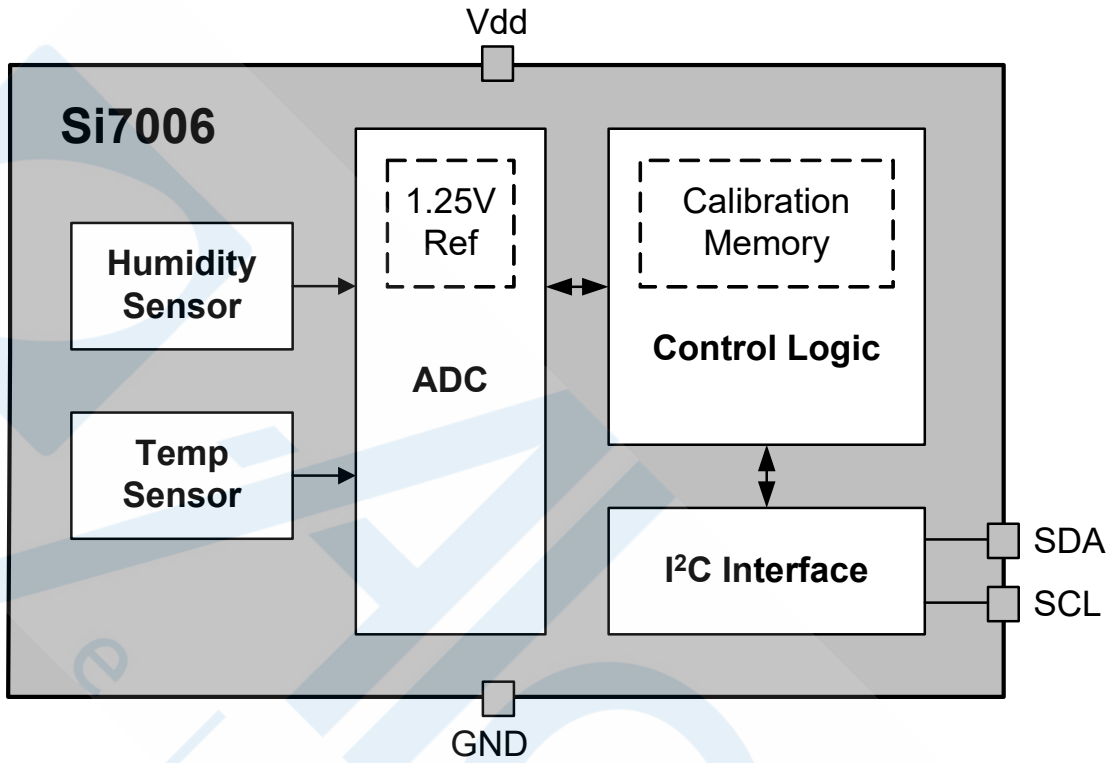 Vdd
Si7006
1.25V
Ref
Calibration
Memory
Humidity
Sensor
Control Logic
ADC
Temp
Sensor
I²C Interface
SDA
SCL
GND